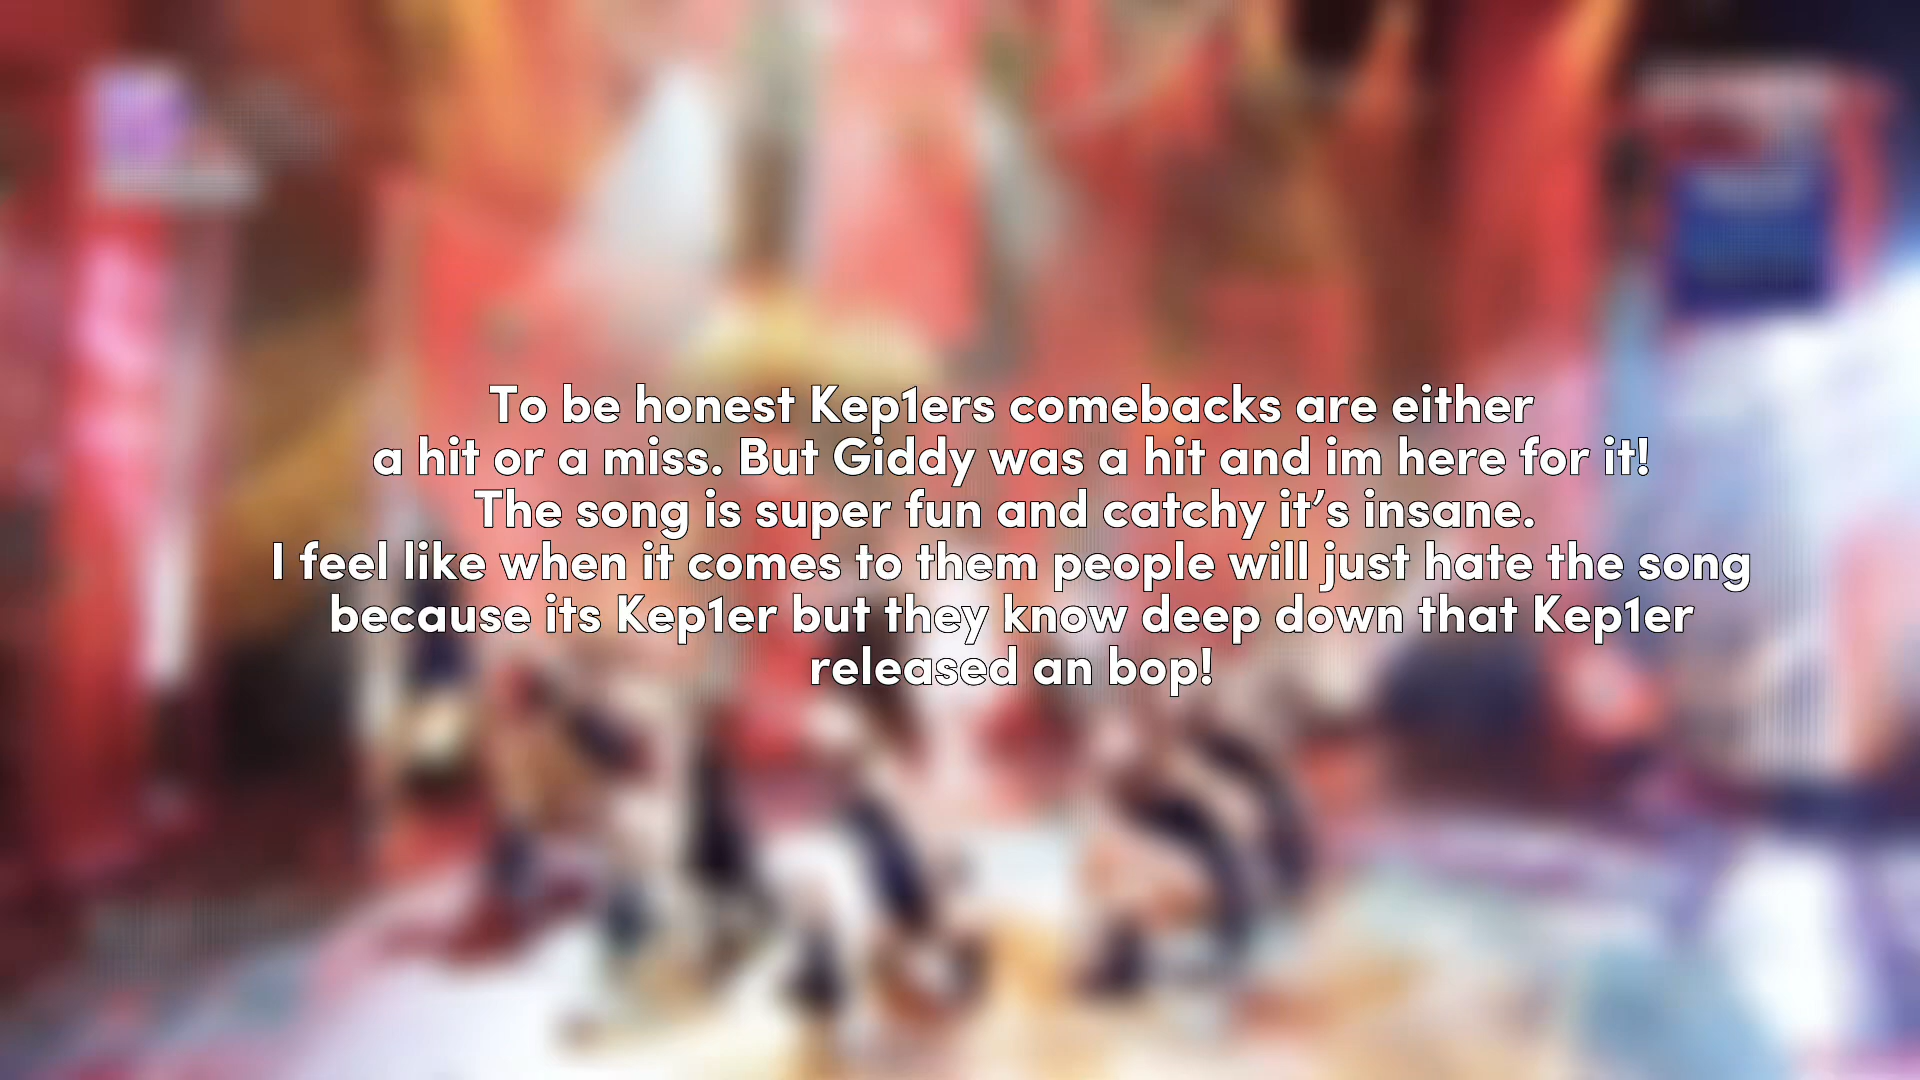 To be honest Kep1ers comebacks are either
a hit or a miss. But Giddy was a hit and im here for it!
The song is super fun and catchy it’s insane.
I feel like when it comes to them people will just hate the song
because its Kep1er but they know deep down that Kep1er
released an bop!